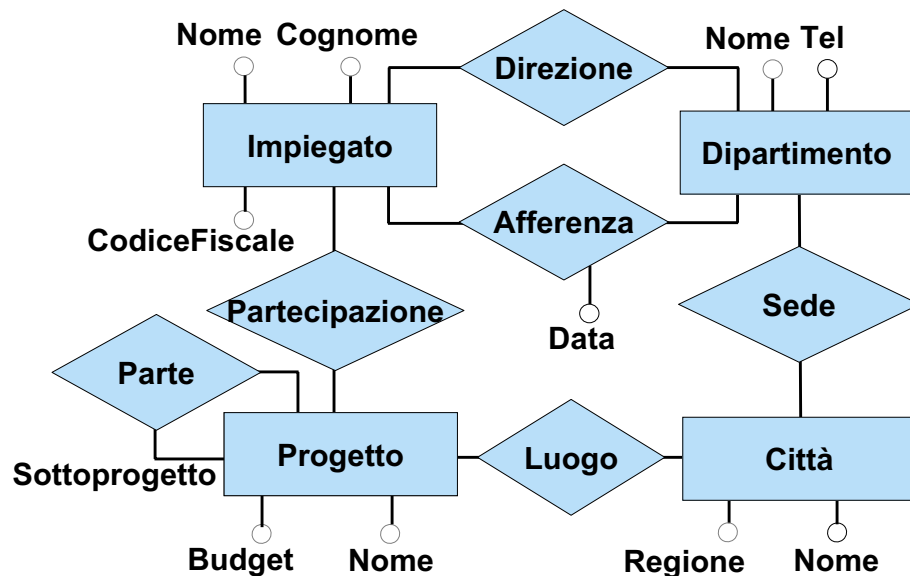 Nome Cognome
Nome Tel
Direzione
Impiegato
Dipartimento
Afferenza
CodiceFiscale
Partecipazione
Sede
Data
Parte
Progetto
Luogo
Città
Sottoprogetto
Budget
Nome
Regione
Nome